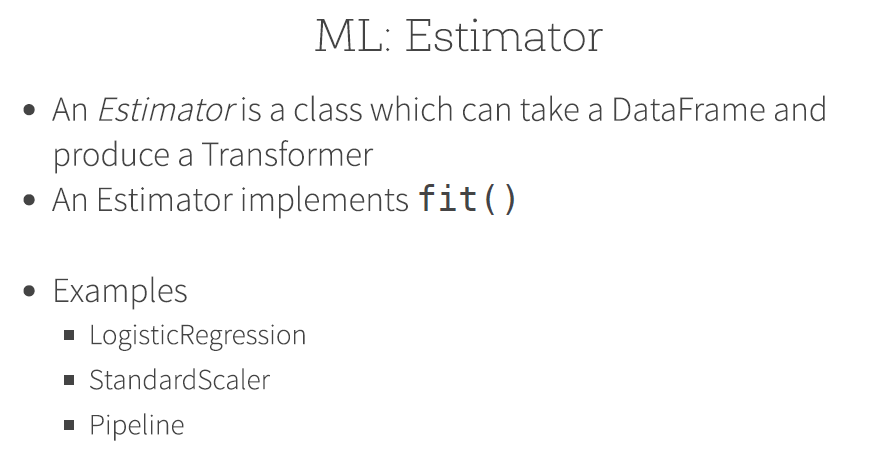 ML: Estimator
• An Estimator is a class which can take a DataFrame and
produce a Transformer
• An Estimator implements fit()
• Examples
▪ LogisticRegression
▪ StandardScaler
▪ Pipeline